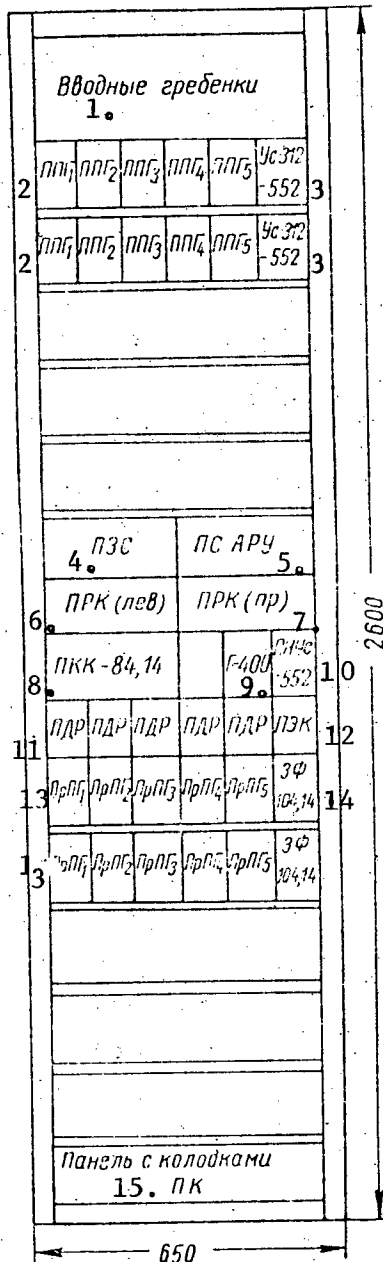 Вводные гребенки
1.
2 ППГ1 ППГ2 ППГ3 ППГ4 ППГ5 Ус 312 -552 3
2 ППГ1 ППГ2 ППГ3 ППГ4 ППГ5 Ус 312 -552 3
ПЗС ПС АРУ
4. 5.
ПРК (лев) ПРК (пр)
6 7
ПКК-84,14 Г-400 -552 10
8 9.
11 ПДР ПДР ПДР ПДР ПДР ПЭК 12
13 ПрПГ1 ПрПГ2 ПрПГ3 ПрПГ4 ПрПГ5 ЗФ 104,14 14
13 ПрПГ1 ПрПГ2 ПрПГ3 ПрПГ4 ПрПГ5 ЗФ 104,14
Панель с колодками
15. ПК
650
2600